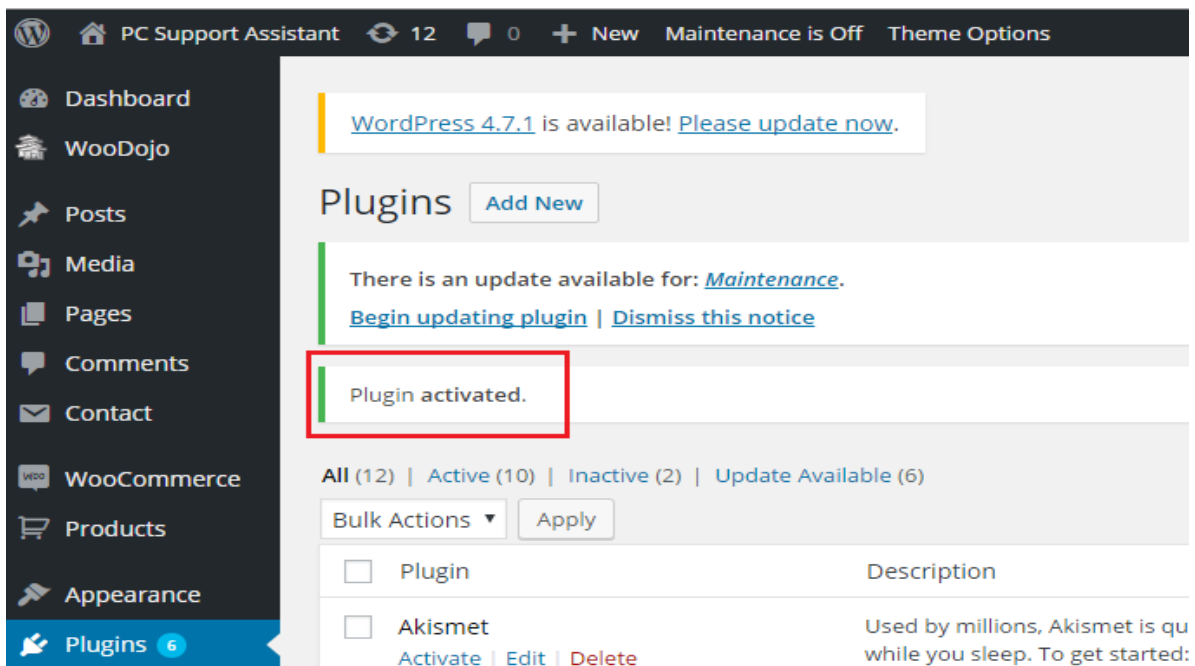 PC Support Assistant 12 0 + New Maintenance is Off Theme Options
Dashboard
WooDojo
Posts
Media
Pages
Comments
Contact
WooCommerce
Products
Appearance
Plugins 6
WordPress 4.7.1 is available! Please update now.
Plugins Add New
There is an update available for: Maintenance.
Begin updating plugin | Dismiss this notice
Plugin activated.
All (12) | Active (10) | Inactive (2) | Update Available (6)
Bulk Actions Apply
Plugin Description
Akismet Used by millions, Akismet is qu
Activate | Edit | Delete while you sleep. To get started: